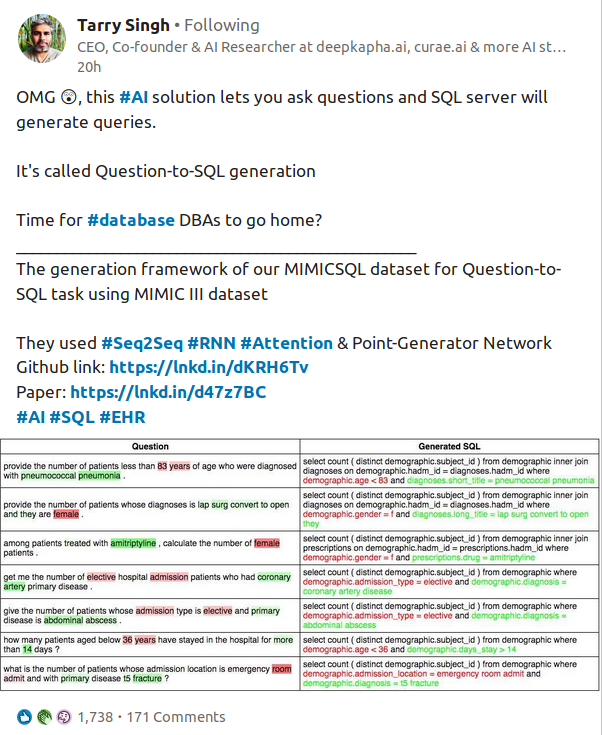 Tarry Singh • Following
CEO, Co-founder & AI Researcher at deepkapha.ai, curae.ai & more AI st...
20h
OMG 😲, this #AI solution lets you ask questions and SQL server will
generate queries.
It's called Question-to-SQL generation
Time for #database DBAs to go home?
The generation framework of our MIMICSQL dataset for Question-to-
SQL task using MIMIC III dataset
They used #Seq2Seq #RNN #Attention & Point-Generator Network
Github link: https://lnkd.in/dKRH6Tv
Paper: https://lnkd.in/d47z7BC
#AI #SQL #EHR
Question
Generated SQL
provide the number of patients less than 83 years of age who were diagnosed
with pneumococcal pneumonia .
select count ( distinct demographic.subject_id ) from demographic inner join
diagnoses on demographic.hadm_id = diagnoses.hadm_id where
demographic.age < 83 and diagnoses.short_title = pneumococcal pneumonia
provide the number of patients whose diagnoses is lap surg convert to open
and they are female .
select count ( distinct demographic.subject_id ) from demographic inner join
diagnoses on demographic.hadm_id = diagnoses.hadm_id where
demographic.gender = f and diagnoses.long_title = lap surg convert to open
they
among patients treated with amitriptyline , calculate the number of female
patients .
select count ( distinct demographic.subject_id ) from demographic inner join
prescriptions on demographic.hadm_id = prescriptions.hadm_id where
demographic.gender = f and prescriptions.drug = amitriptyline
get me the number of elective hospital admission patients who had coronary
artery primary disease .
select count ( distinct demographic.subject_id ) from demographic where
demographic.admission_type = elective and demographic.diagnosis =
coronary artery disease
give the number of patients whose admission type is elective and primary
disease is abdominal abscess .
select count ( distinct demographic.subject_id ) from demographic where
demographic.admission_type = elective and demographic.diagnosis =
abdominal abscess
how many patients aged below 36 years have stayed in the hospital for more
than 14 days ?
select count ( distinct demographic.subject_id ) from demographic where
demographic.age < 36 and demographic.days_stay > 14
what is the number of patients whose admission location is emergency room
admit and with primary disease t5 fracture ?
select count ( distinct demographic.subject_id ) from demographic where
demographic.admission_location = emergency room admit and
demographic.diagnosis = t5 fracture
1,738 • 171 Comments